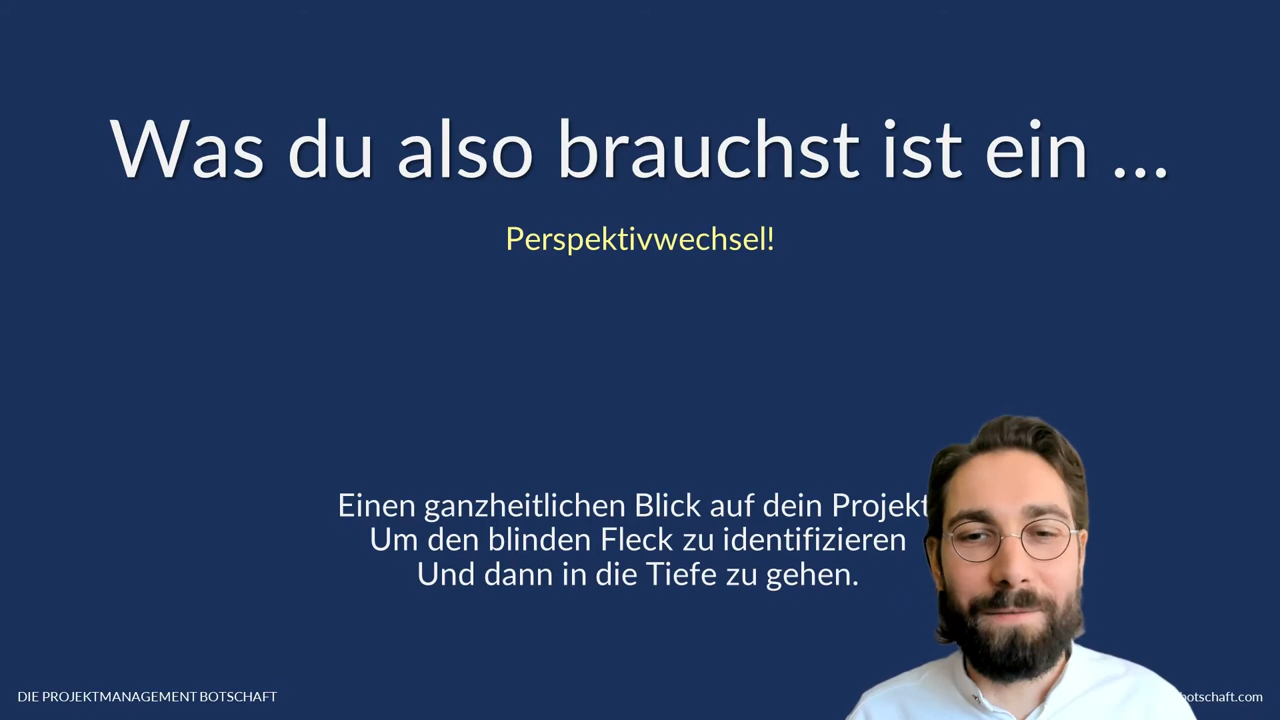 Was du also brauchst ist ein ...
Perspektivwechsel!
Einen ganzheitlichen Blick auf dein Projekt
Um den blinden Fleck zu identifizieren
Und dann in die Tiefe zu gehen.
DIE PROJEKTMANAGEMENT BOTSCHAFT
botschaft.com